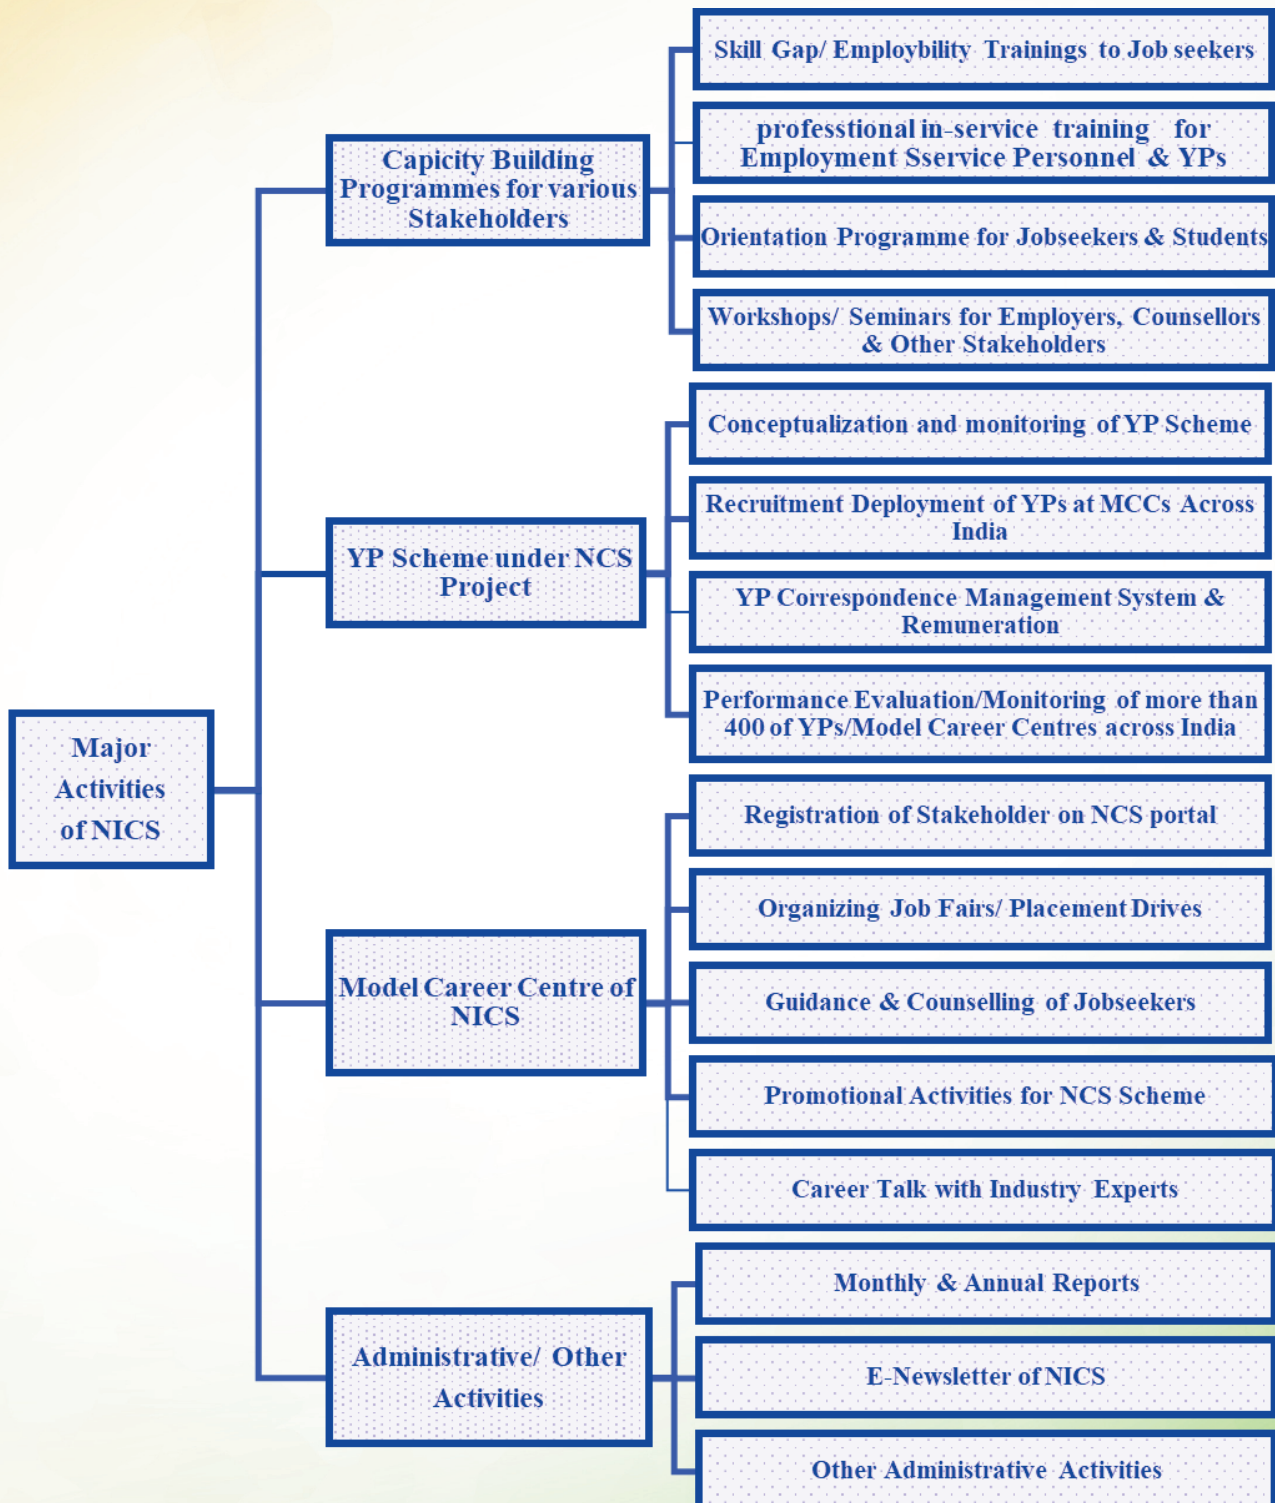 Major
Activities
of NICS
Capicity Building
Programmes for various
Stakeholders
Skill Gap/ Employbility Trainings to Job seekers
professtional in-service training for
Employment Sservice Personnel & YPs
Orientation Programme for Jobseekers & Students
Workshops/ Seminars for Employers, Counsellors
& Other Stakeholders
YP Scheme under NCS
Project
Conceptualization and monitoring of YP Scheme
Recruitment Deployment of YPs at MCCs Across
India
YP Correspondence Management System &
Remuneration
Performance Evaluation/Monitoring of more than
400 of YPs/Model Career Centres across India
Model Career Centre of
NICS
Registration of Stakeholder on NCS portal
Organizing Job Fairs/ Placement Drives
Guidance & Counselling of Jobseekers
Promotional Activities for NCS Scheme
Career Talk with Industry Experts
Administrative/ Other
Activities
Monthly & Annual Reports
E-Newsletter of NICS
Other Administrative Activities